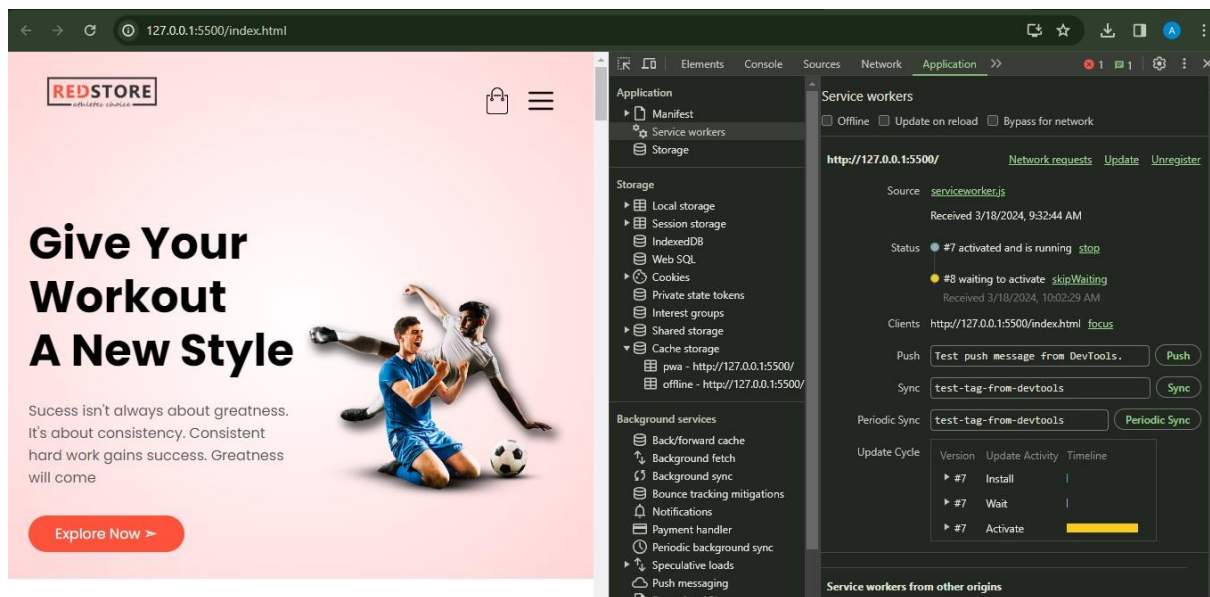 127.0.0.1:5500/index.html
A
REDSTORE
athletes choice
Give Your
Workout
A New Style
Sucess isn't always about greatness.
It's about consistency. Consistent
hard work gains success. Greatness
will come
Explore Now ➣
Elements Console Sources Network Application
1 1
Application
Manifest
Service workers
Storage
Storage
Local storage
Session storage
IndexedDB
Web SQL
Cookies
Private state tokens
Interest groups
Shared storage
Cache storage
pwa - http://127.0.0.1:5500/
offline - http://127.0.0.1:5500/
Background services
Back/forward cache
Background fetch
Background sync
Bounce tracking mitigations
Notifications
Payment handler
Periodic background sync
Speculative loads
Push messaging
Service workers
Offline Update on reload Bypass for network
http://127.0.0.1:5500/ Network requests Update Unregister
Source serviceworker.js
Received 3/18/2024, 9:32:44 AM
Status #7 activated and is running stop
#8 waiting to activate skipWaiting
Received 3/18/2024, 10:02:29 AM
Clients http://127.0.0.1:5500/index.html focus
Push Test push message from DevTools. Push
Sync test-tag-from-devtools Sync
Periodic Sync test-tag-from-devtools Periodic Sync
Update Cycle Version Update Activity Timeline
#7 Install
#7 Wait
#7 Activate
Service workers from other origins